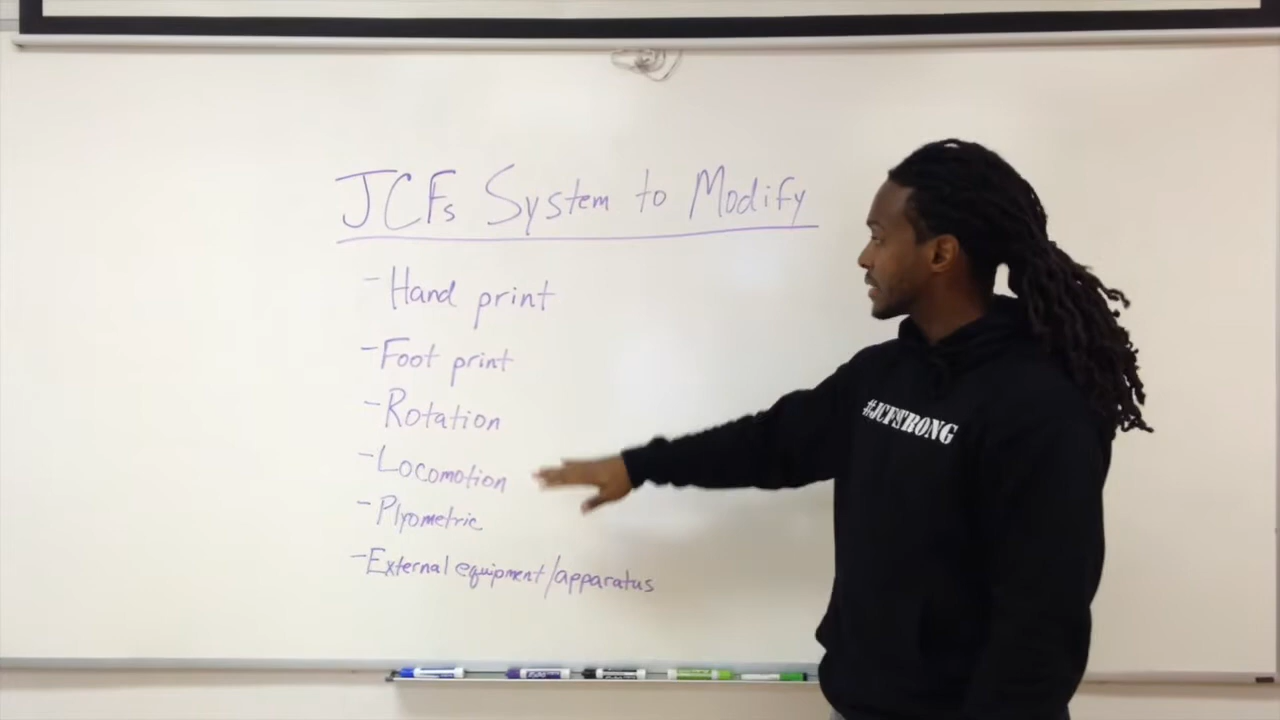 JCFs System to Modify
- Hand print
- Foot print
- Rotation
- Locomotion
- Plyometric
- External equipment/apparatus
#JCFSTRONG